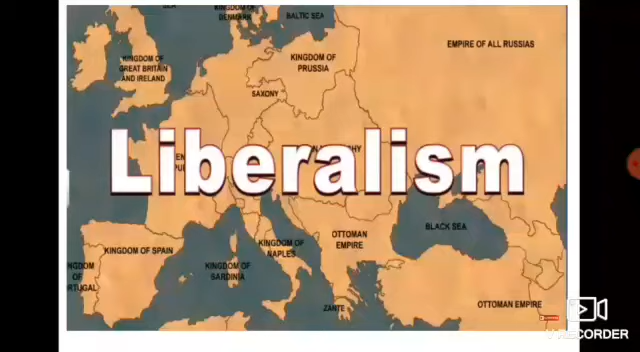 KINGDOM OF
DENMARK
BALTIC SEA
KINGDOM OF
GREAT BRITAIN
AND IRELAND
KINGDOM OF
PRUSSIA
EMPIRE OF ALL RUSSIAS
SAXONY
Liberalism
BLACK SEA
OTTOMAN
EMPIRE
KINGDOM OF SPAIN
KINGDOM OF
NAPLES
KINGDOM OF
SARDINIA
OF
ZANTE
OTTOMAN EMPIRE
RECORDER